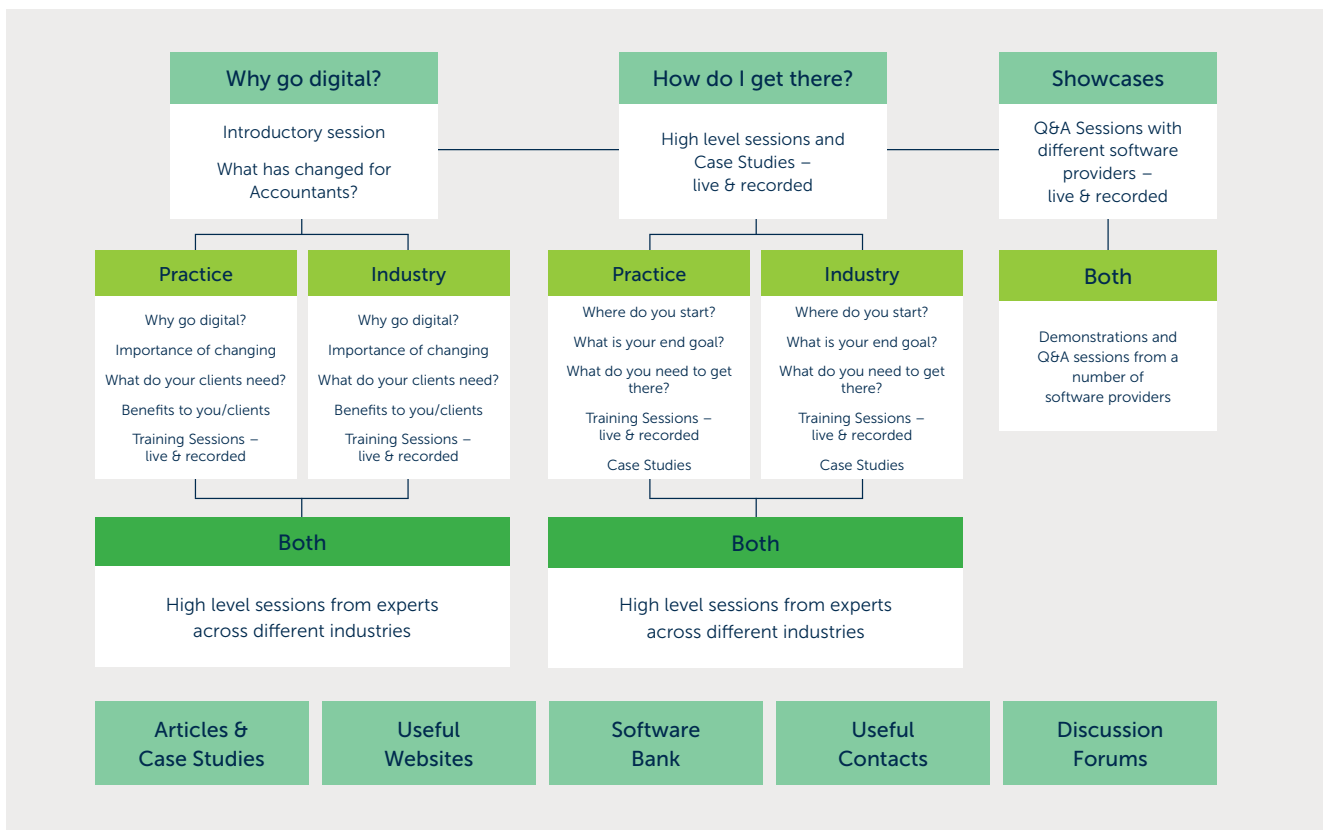 Why go digital?
Introductory session
What has changed for
Accountants?
How do I get there?
High level sessions and
Case Studies –
live & recorded
Showcases
Q&A Sessions with
different software
providers –
live & recorded
Practice
Why go digital?
Importance of changing
What do your clients need?
Benefits to you/clients
Training Sessions –
live & recorded
Industry
Why go digital?
Importance of changing
What do your clients need?
Benefits to you/clients
Training Sessions –
live & recorded
Practice
Where do you start?
What is your end goal?
What do you need to get
there?
Training Sessions –
live & recorded
Case Studies
Industry
Where do you start?
What is your end goal?
What do you need to get
there?
Training Sessions –
live & recorded
Case Studies
Both
Demonstrations and
Q&A sessions from a
number of
software providers
Both
High level sessions from experts
across different industries
Both
High level sessions from experts
across different industries
Articles &
Case Studies
Useful
Websites
Software
Bank
Useful
Contacts
Discussion
Forums